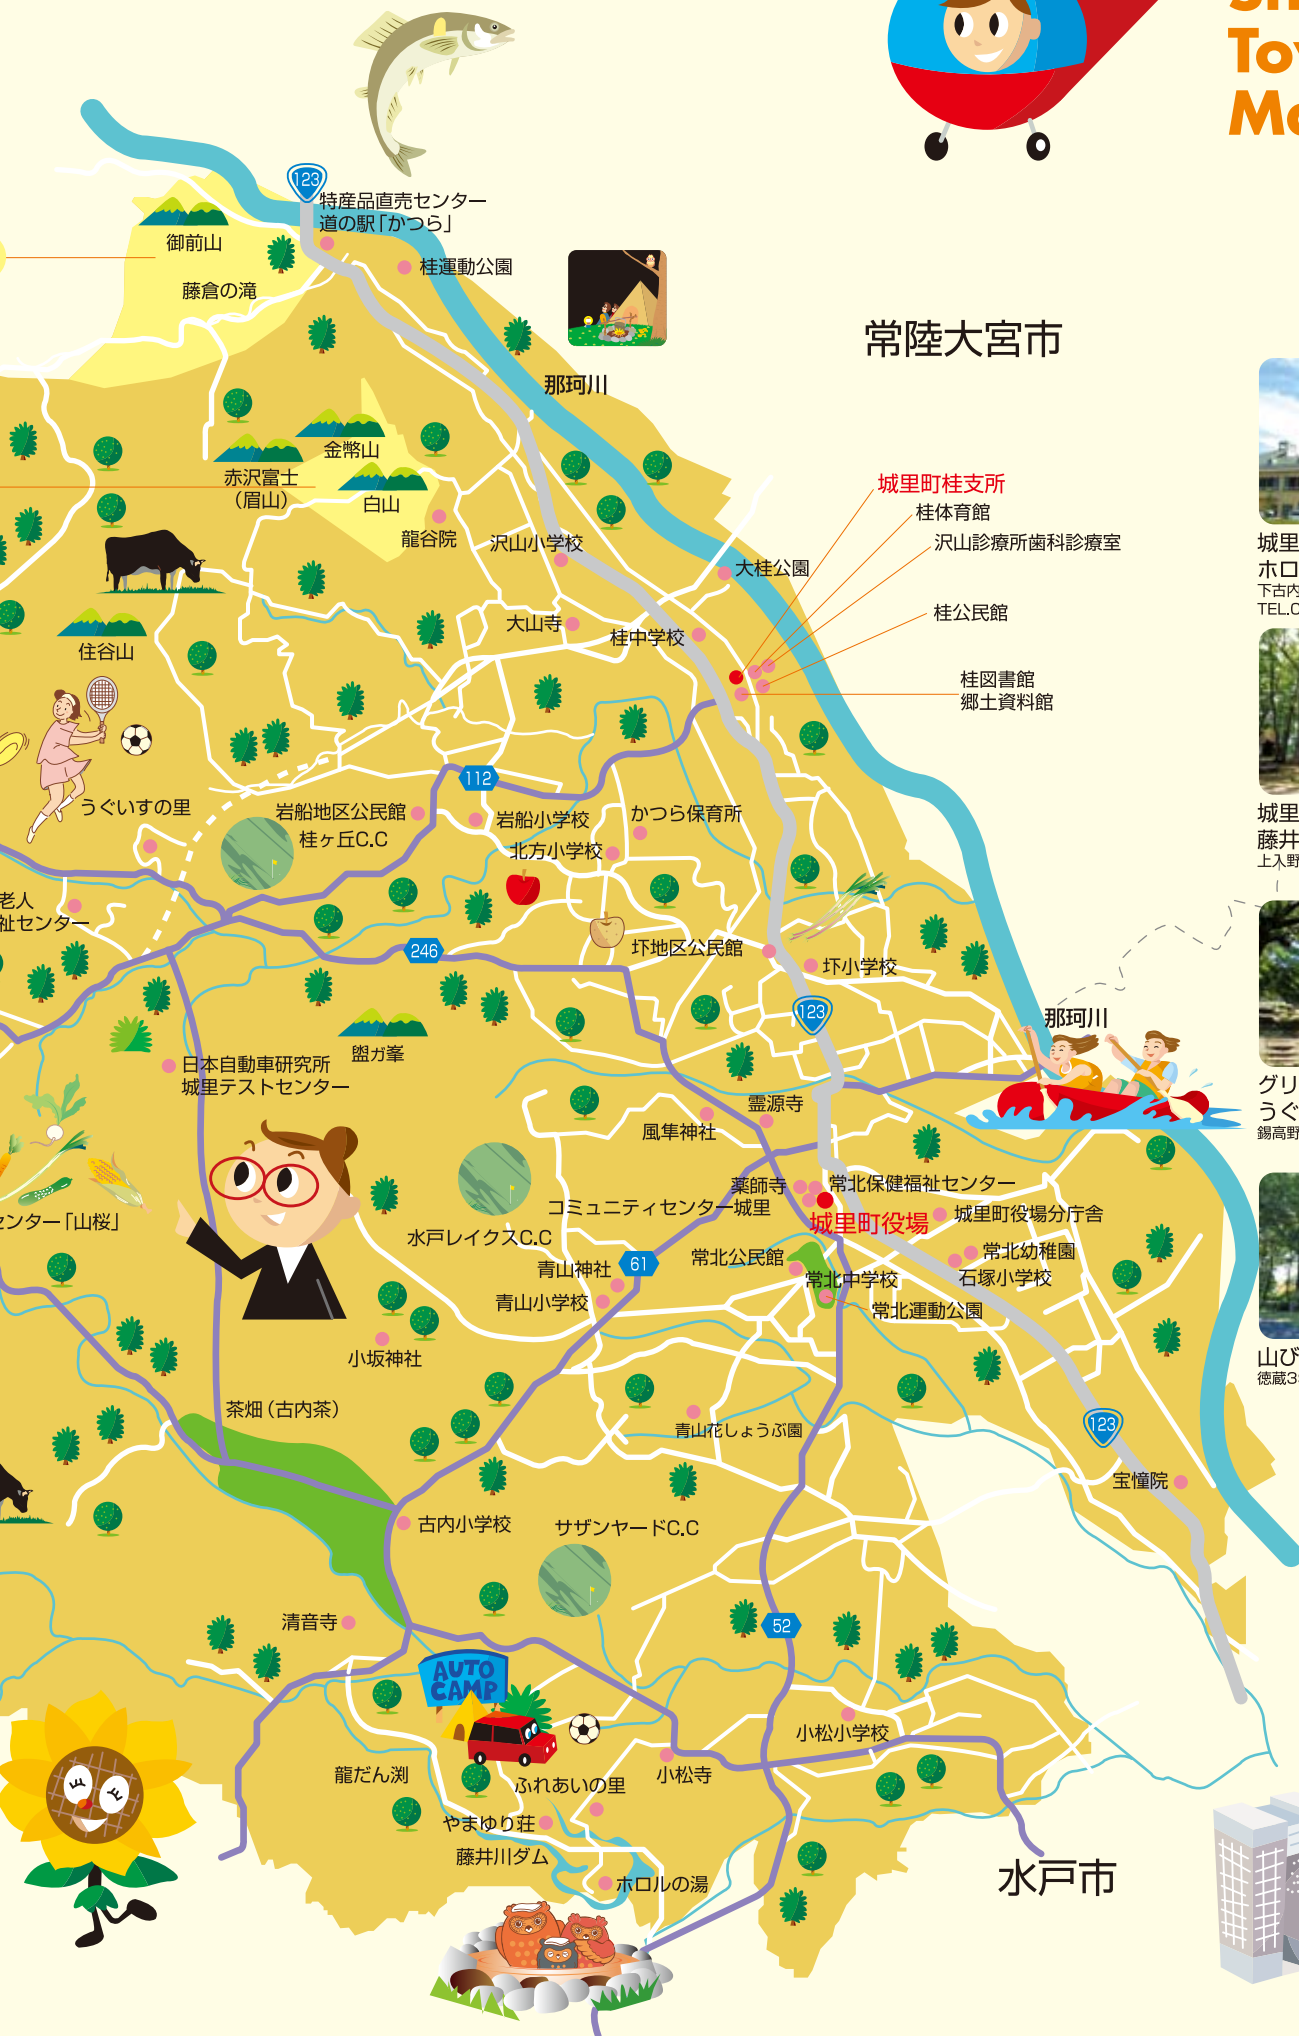 123
特産品直売センター
道の駅「かつら」
御前山
桂運動公園
藤倉の滝
常陸大宮市
那珂川
金幣山
赤沢富士
(眉山)
白山
龍谷院
沢山小学校
城里町桂支所
桂体育館
沢山診療所歯科診療室
大桂公園
桂公民館
大山寺
桂中学校
住谷山
桂図書館
郷土資料館
112
うぐいすの里
岩船地区公民館
桂ヶ丘C.C
岩船小学校
かつら保育所
北方小学校
老人
祉センター
246
圷地区公民館
圷小学校
123
那珂川
盥ガ峯
日本自動車研究所
城里テストセンター
霊源寺
風隼神社
薬師寺
常北保健福祉センター
コミュニティセンター城里
城里町役場
城里町役場分庁舎
センター「山桜」
水戸レイクスC.C
常北公民館
常北幼稚園
61
青山神社
常北中学校
石塚小学校
青山小学校
常北運動公園
小坂神社
茶畑(古内茶)
青山花しょうぶ園
123
宝憧院
古内小学校
サザンヤードC.C
清音寺
52
AUTO
CAMP
小松小学校
龍だん渕
ふれあいの里
小松寺
やまゆり荘
藤井川ダム
ホロルの湯
水戸市
To
城里
ホロ
下古内
TEL.
城里
藤井
上入野
グリ
うぐ
錫高野
山び
徳蔵3